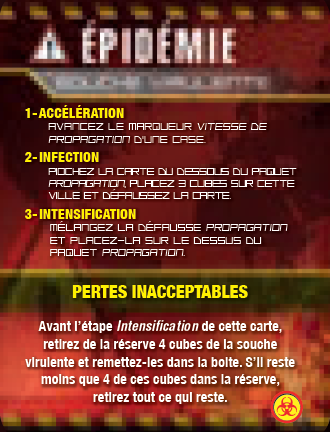 ÉPIDÉMIE
SOUCHE VIRULENTE
1-ACCÉLÉRATION
AVANCEZ LE MARQUEUR VITESSE DE
PROPAGATION D'UNE CASE.
2-INFECTION
PIOCHEZ LA CARTE DU DESSOUS DU PAQUET
PROPAGATION, PLACEZ 3 CUBES SUR CETTE
VILLE ET DÉFAUSSEZ LA CARTE.
3-INTENSIFICATION
MÉLANGEZ LA DÉFAUSSE PROPAGATION
ET PLACEZ-LA SUR LE DESSUS DU
PAQUET PROPAGATION.
PERTES INACCEPTABLES
Avant l'étape Intensification de cette carte,
retirez de la réserve 4 cubes de la souche
virulente et remettez-les dans la boite. S'il reste
moins que 4 de ces cubes dans la réserve,
retirez tout ce qui reste.